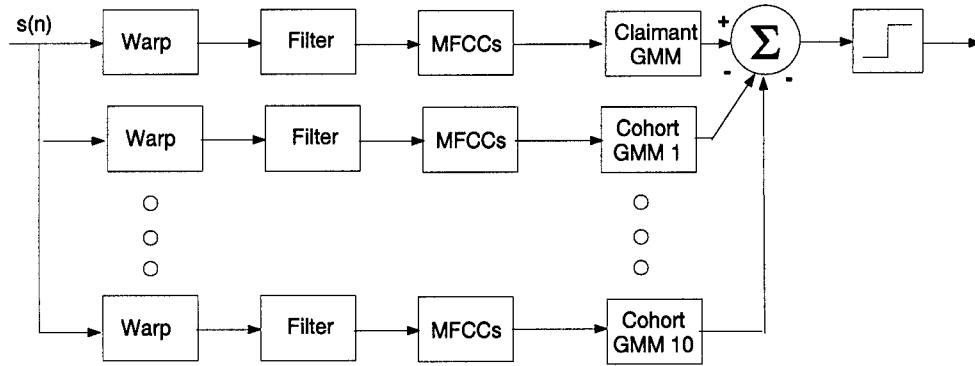 s(n)
Warp
Filter
MFCCs
Claimant
GMM
+
Σ
-
-
Warp
Filter
MFCCs
Cohort
GMM 1
Warp
Filter
MFCCs
Cohort
GMM 10